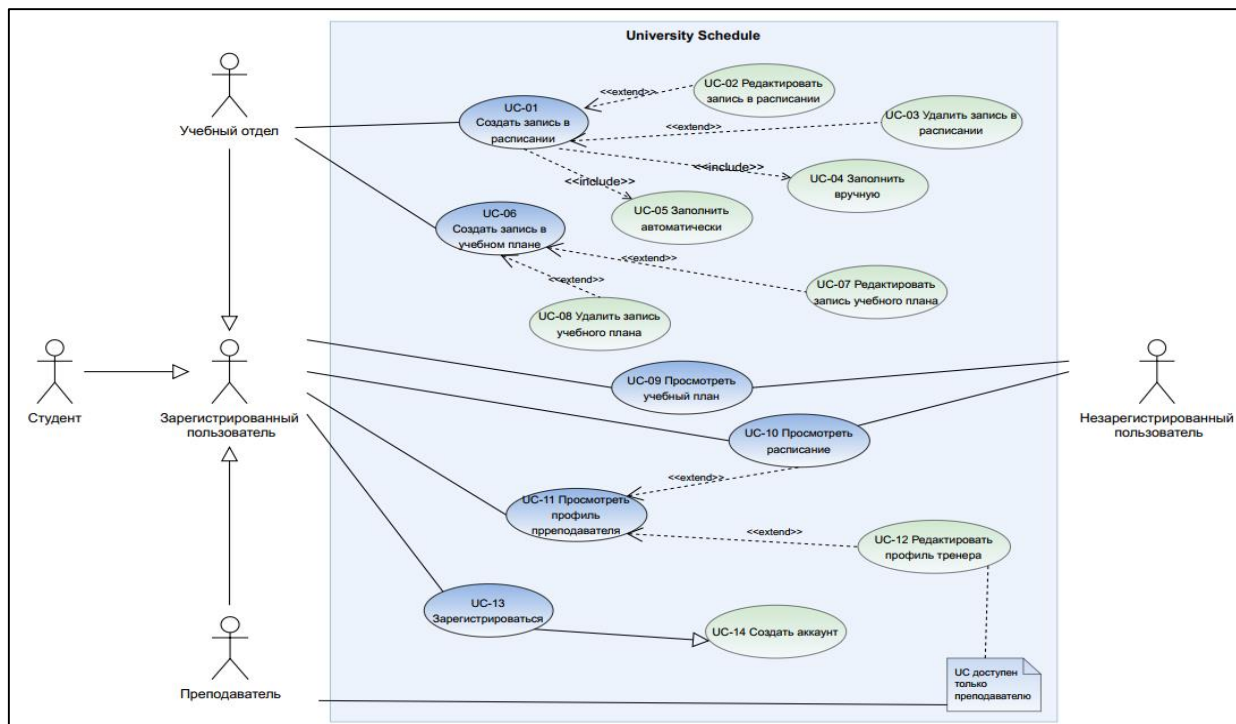 University Schedule
Учебный отдел
UC-01
Создать запись в
расписании
<<extend>>
UC-02 Редактировать
запись в расписании
<<extend>>
UC-03 Удалить запись в
расписании
<<include>>
UC-04 Заполнить
вручную
<<include>>
UC-05 Заполнить
автоматически
UC-06
Создать запись в
учебном плане
<<extend>>
UC-07 Редактировать
запись учебного плана
<<extend>>
UC-08 Удалить запись
учебного плана
Студент
Зарегистрированный
пользователь
UC-09 Просмотреть
учебный план
Незарегистрированный
пользователь
UC-10 Просмотреть
расписание
<<extend>>
UC-11 Просмотреть
профиль
прреподавателя
<<extend>>
UC-12 Редактировать
профиль тренера
UC-13
Зарегистрироваться
UC-14 Создать аккаунт
Преподаватель
UC доступен
только
преподавателю